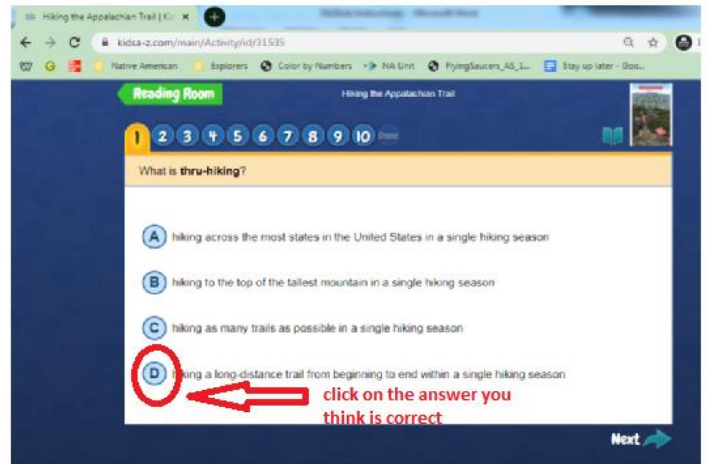 Hiking the Appalachian Trail | Ki
kidsa-z.com/main/Activity/id/31535
Native American Explorers Color by Numbers NA Unit FlyingSaucers_AS_1... Stay up later - Goo...
Reading Room
Hiking the Appalachian Trail
1 2 3 4 5 6 7 8 9 10 Done
What is thru-hiking?
A hiking across the most states in the United States in a single hiking season
B hiking to the top of the tallest mountain in a single hiking season
C hiking as many trails as possible in a single hiking season
D hiking a long-distance trail from beginning to end within a single hiking season
click on the answer you
think is correct
Next